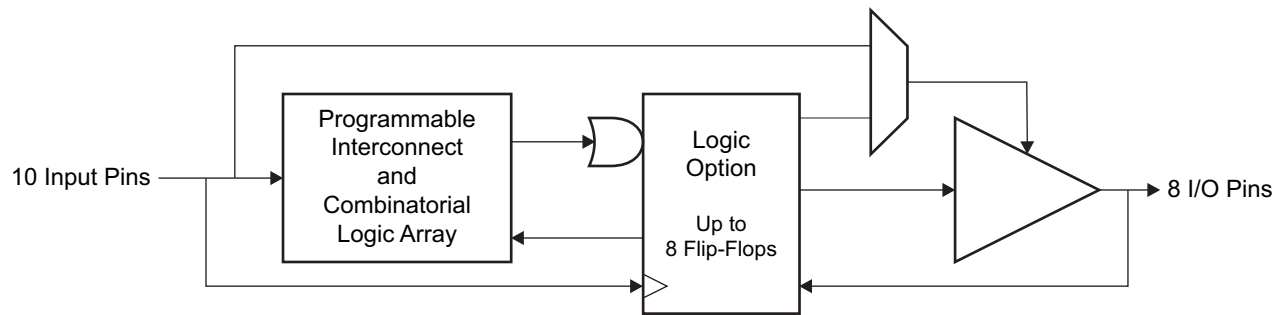 10 Input Pins
Programmable
Interconnect
and
Combinatorial
Logic Array
Logic
Option
Up to
8 Flip-Flops
8 I/O Pins